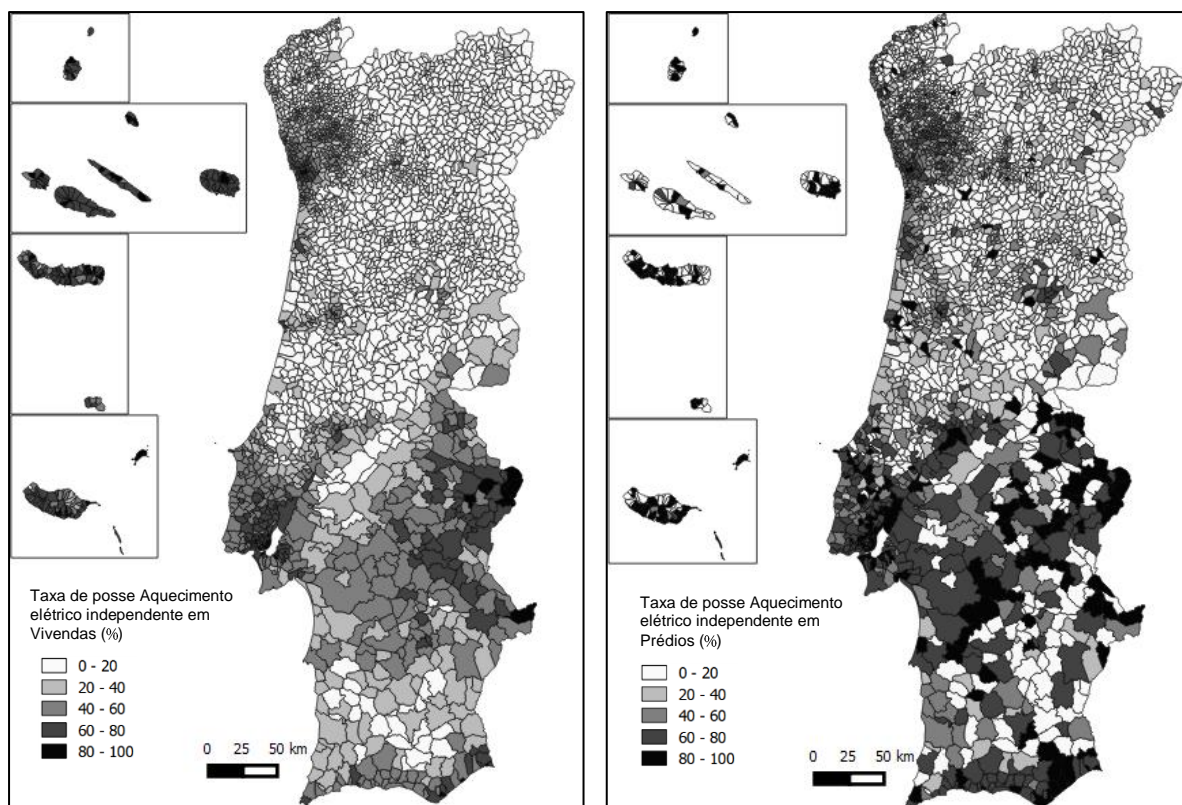 Taxa de posse Aquecimento
elétrico independente em
Vivendas (%)
0 - 20
20 - 40
40 - 60
60 - 80
80 - 100
0 25 50 km
Taxa de posse Aquecimento
elétrico independente em
Prédios (%)
0 - 20
20 - 40
40 - 60
60 - 80
80 - 100
0 25 50 km